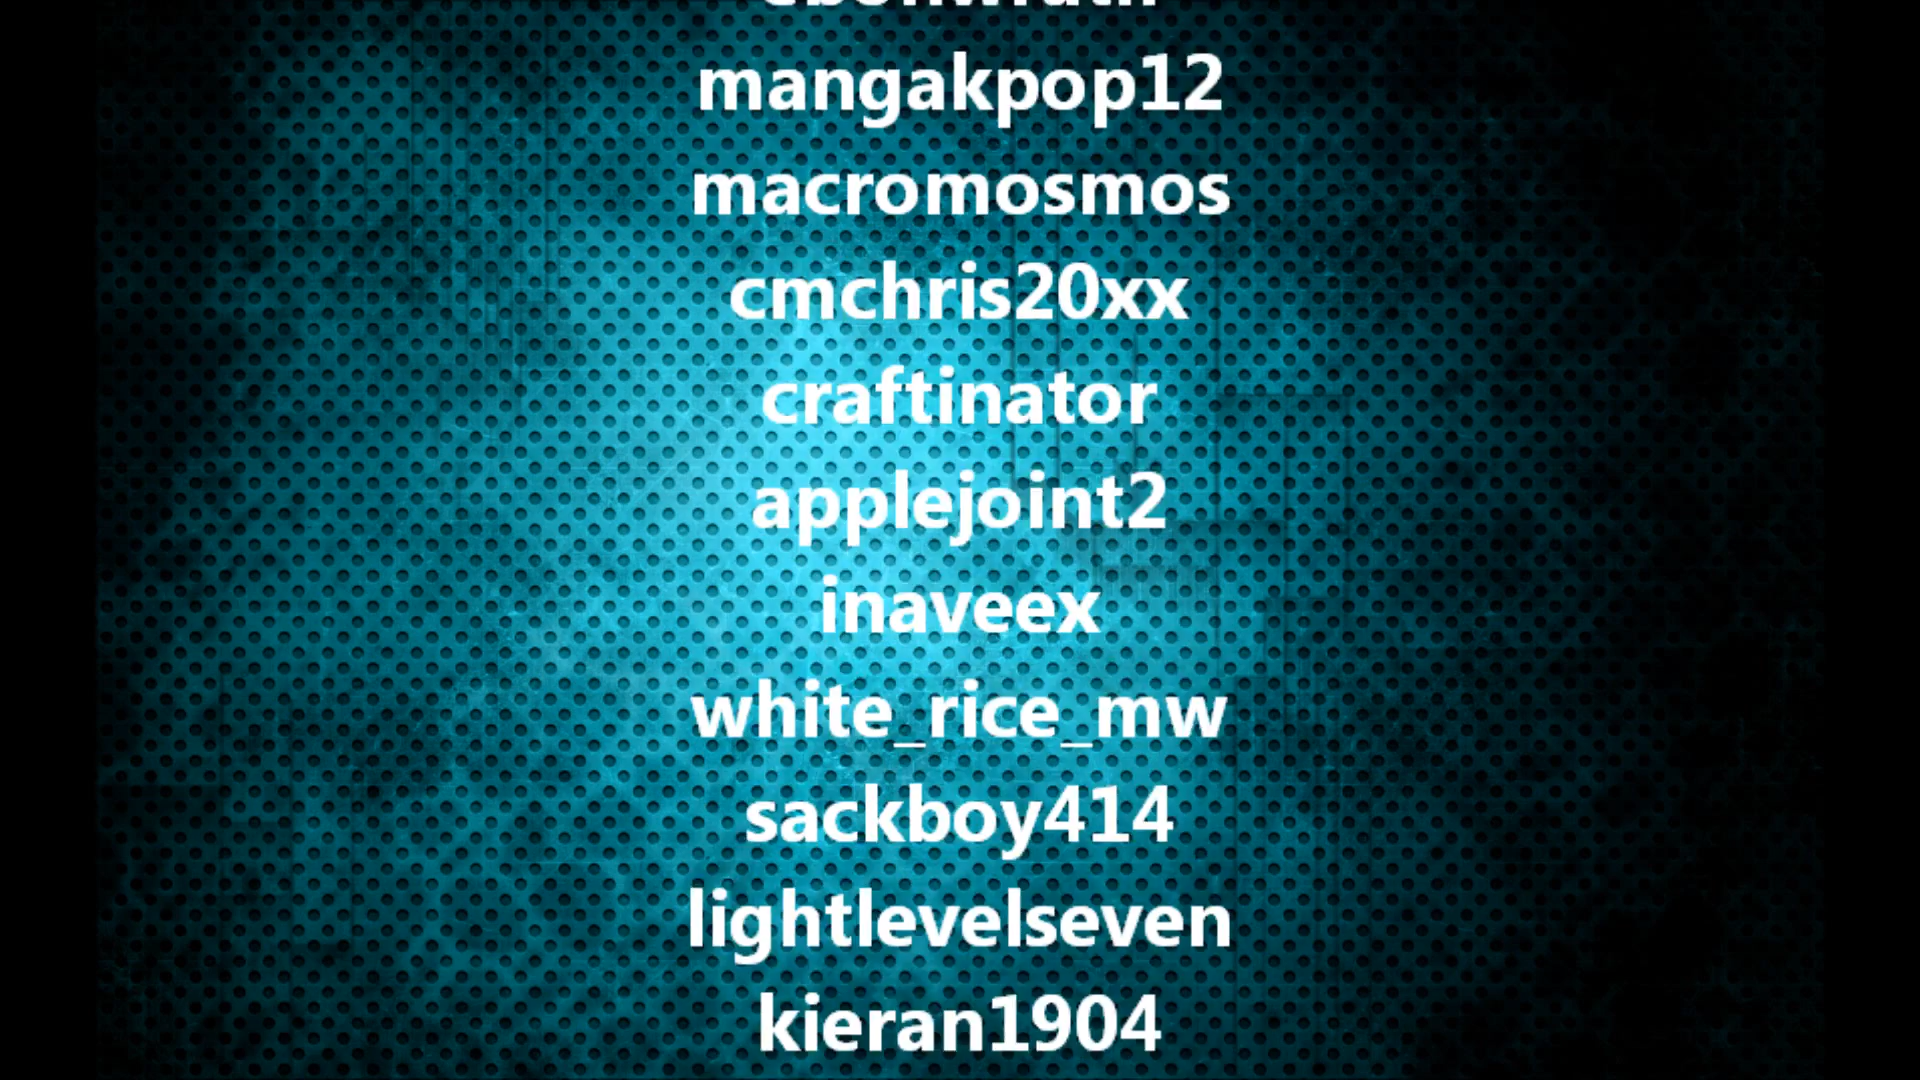 mangakpop12
macromosmos
cmchris20xx
craftinator
applejoint2
inaveex
white_rice_mw
sackboy414
lightlevelseven
kieran1904